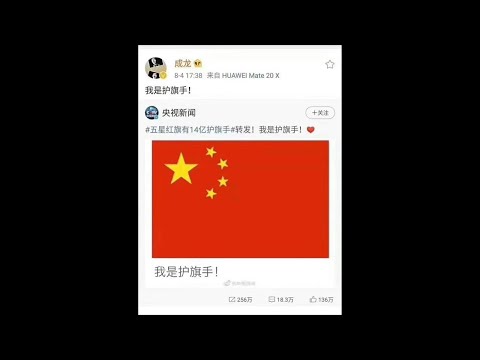 成龙
8-4 17:38 来自 HUAWEI Mate 20 X
我是护旗手！
央视新闻
+关注
#五星红旗有14亿护旗手#转发！我是护旗手！
我是护旗手！
256万
18.3万
136万